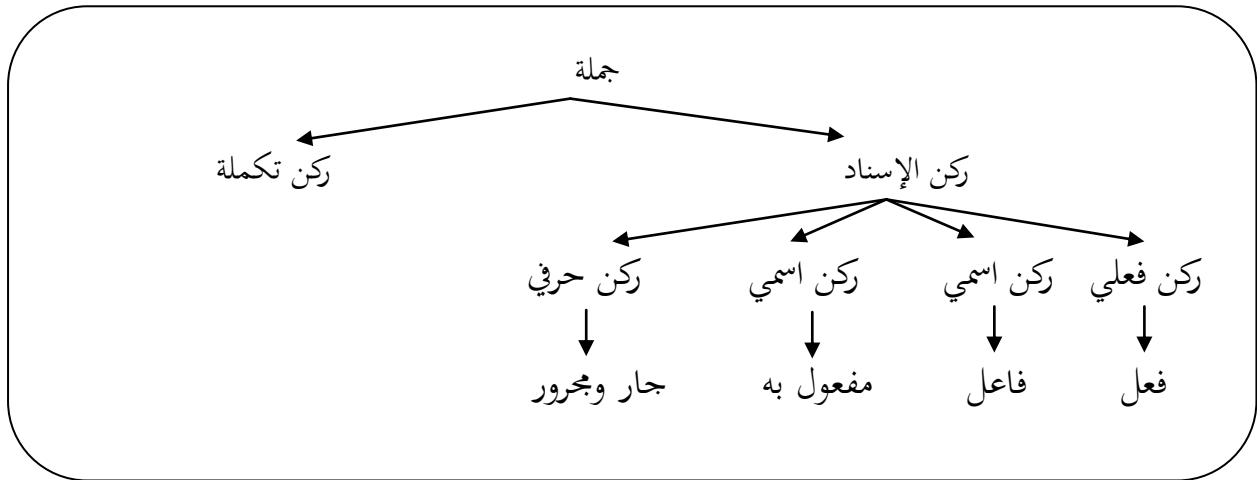 جملة
ركن الإسناد ركن تكملة
ركن فعلي ركن اسمي ركن اسمي ركن حرفي
فعل فاعل مفعول به جار ومجرور